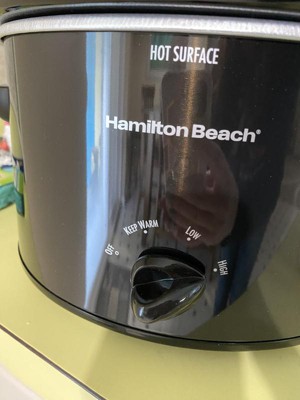 HOT SURFACE
Hamilton Beach®
OFF
KEEP WARM
LOW
HIGH